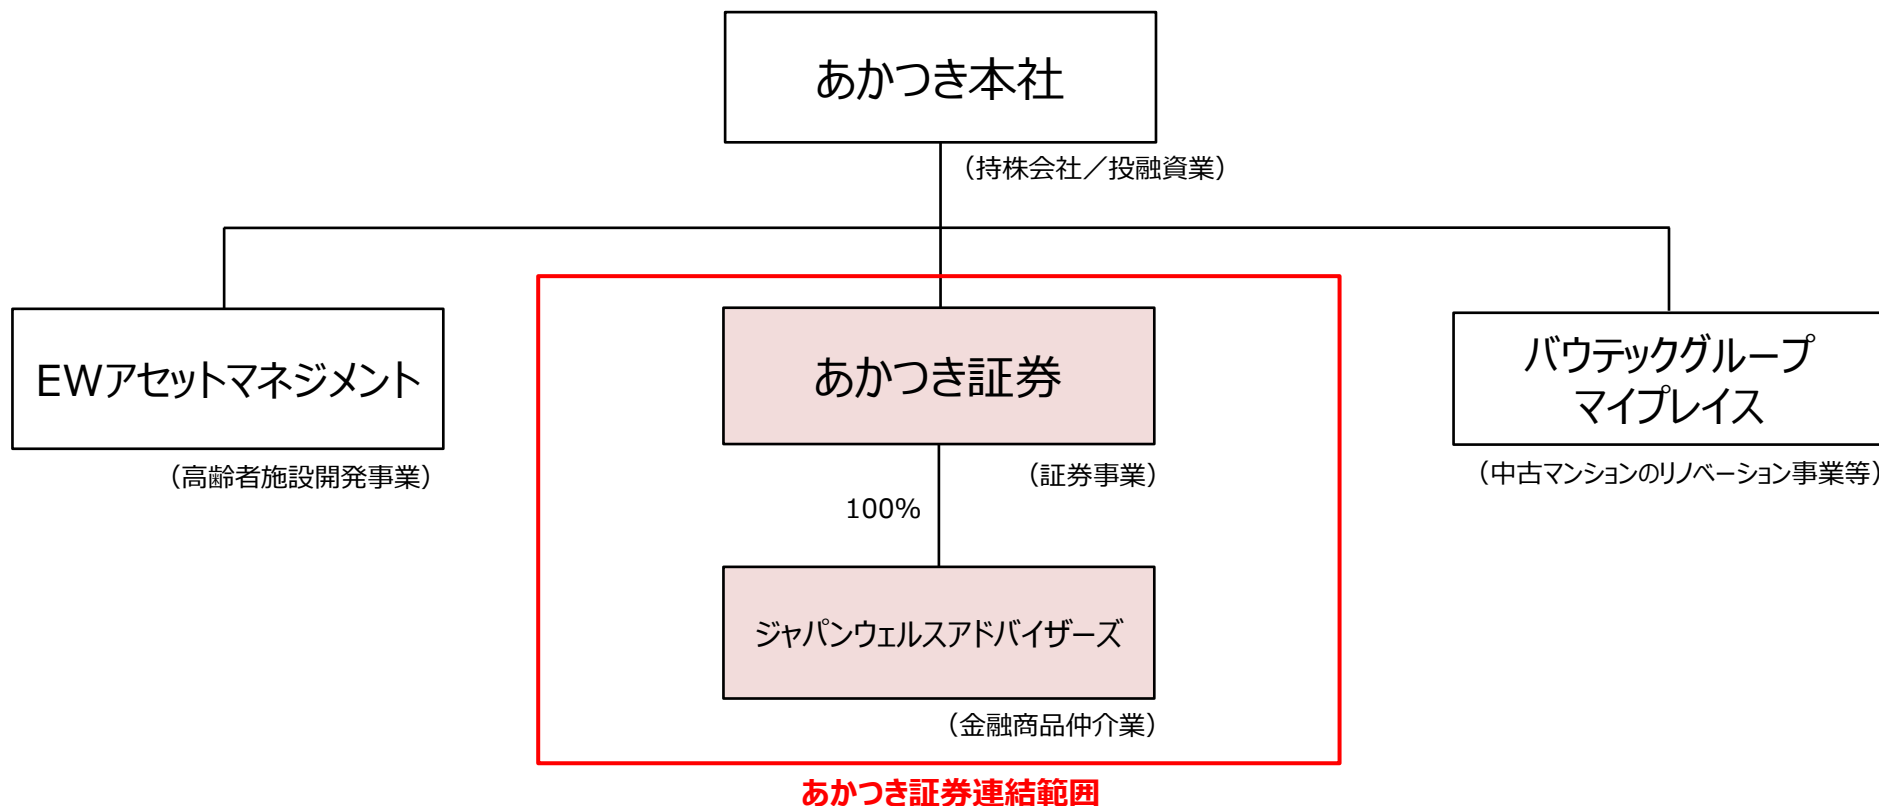 あかつき本社
（持株会社／投融資業）
EWアセットマネジメント
（高齢者施設開発事業）
あかつき証券
（証券事業）
バウテックグループ
マイプレイス
（中古マンションのリノベーション事業等）
100%
ジャパンウェルスアドバイザーズ
（金融商品仲介業）
あかつき証券連結範囲